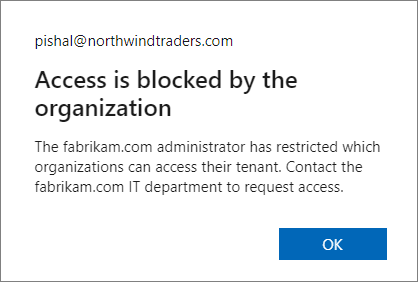 pishal@northwindtraders.com
Access is blocked by the
organization
The fabrikam.com administrator has restricted which
organizations can access their tenant. Contact the
fabrikam.com IT department to request access.
OK